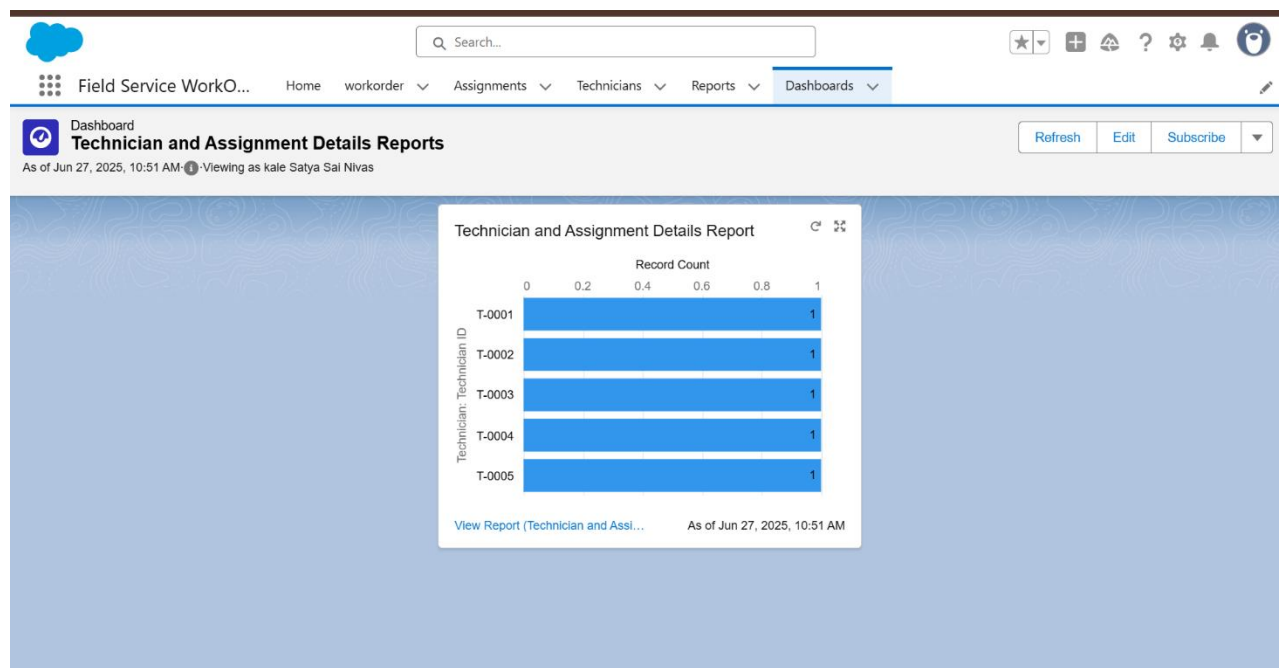 Search...
Field Service WorkO... Home workorder Assignments Technicians Reports Dashboards
Dashboard
Technician and Assignment Details Reports
As of Jun 27, 2025, 10:51 AM·Viewing as kale Satya Sai Nivas
Refresh Edit Subscribe
Technician and Assignment Details Report
Record Count
0 0.2 0.4 0.6 0.8 1
Technician: Technician ID
T-0001 1
T-0002 1
T-0003 1
T-0004 1
T-0005 1
View Report (Technician and Assi... As of Jun 27, 2025, 10:51 AM